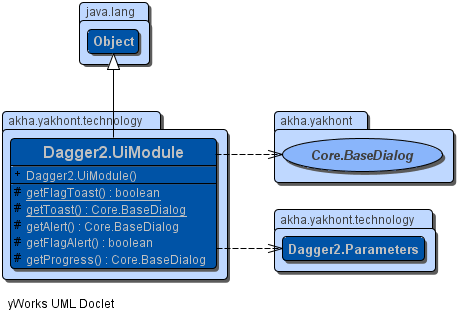 java.lang
Object
akha.yakhont.technology
Dagger2.UiModule
+ Dagger2.UiModule()
# getFlagToast() : boolean
# getToast() : Core.BaseDialog
# getAlert() : Core.BaseDialog
# getFlagAlert() : boolean
# getProgress() : Core.BaseDialog
akha.yakhont
Core.BaseDialog
akha.yakhont.technology
Dagger2.Parameters
yWorks UML Doclet